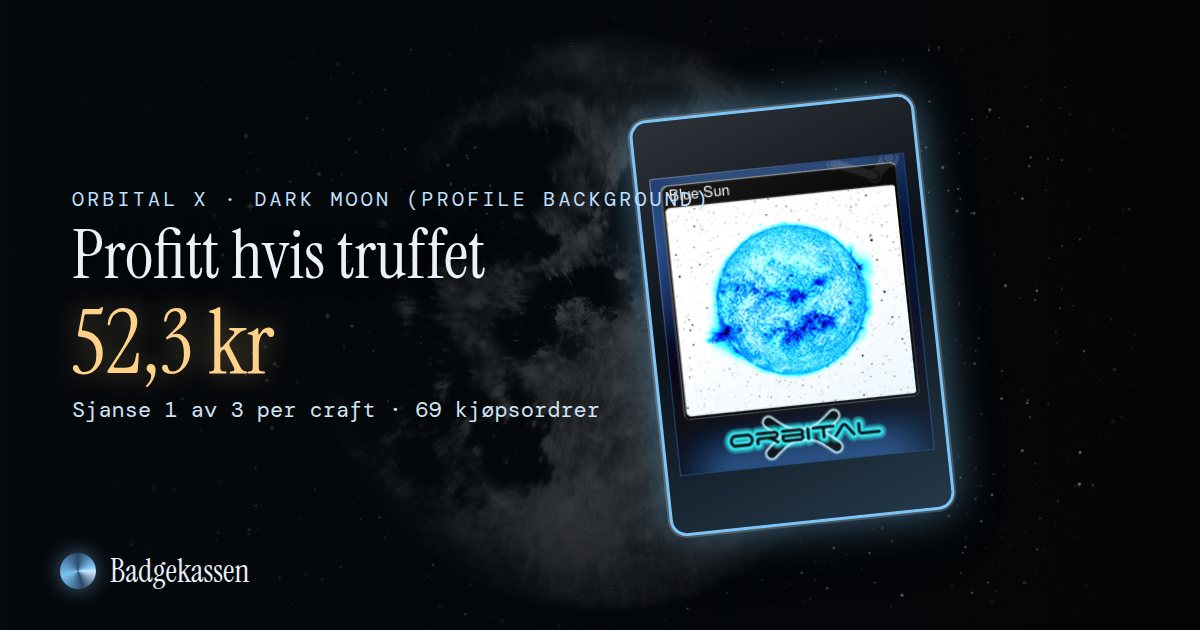 ORBITAL X · DARK MOON (PROFILE BACKGROUND)
Profitt hvis truffet
52,3 kr
Sjanse 1 av 3 per craft · 69 kjøpsordrer
Blue Sun
ORBITAL
Badgekassen